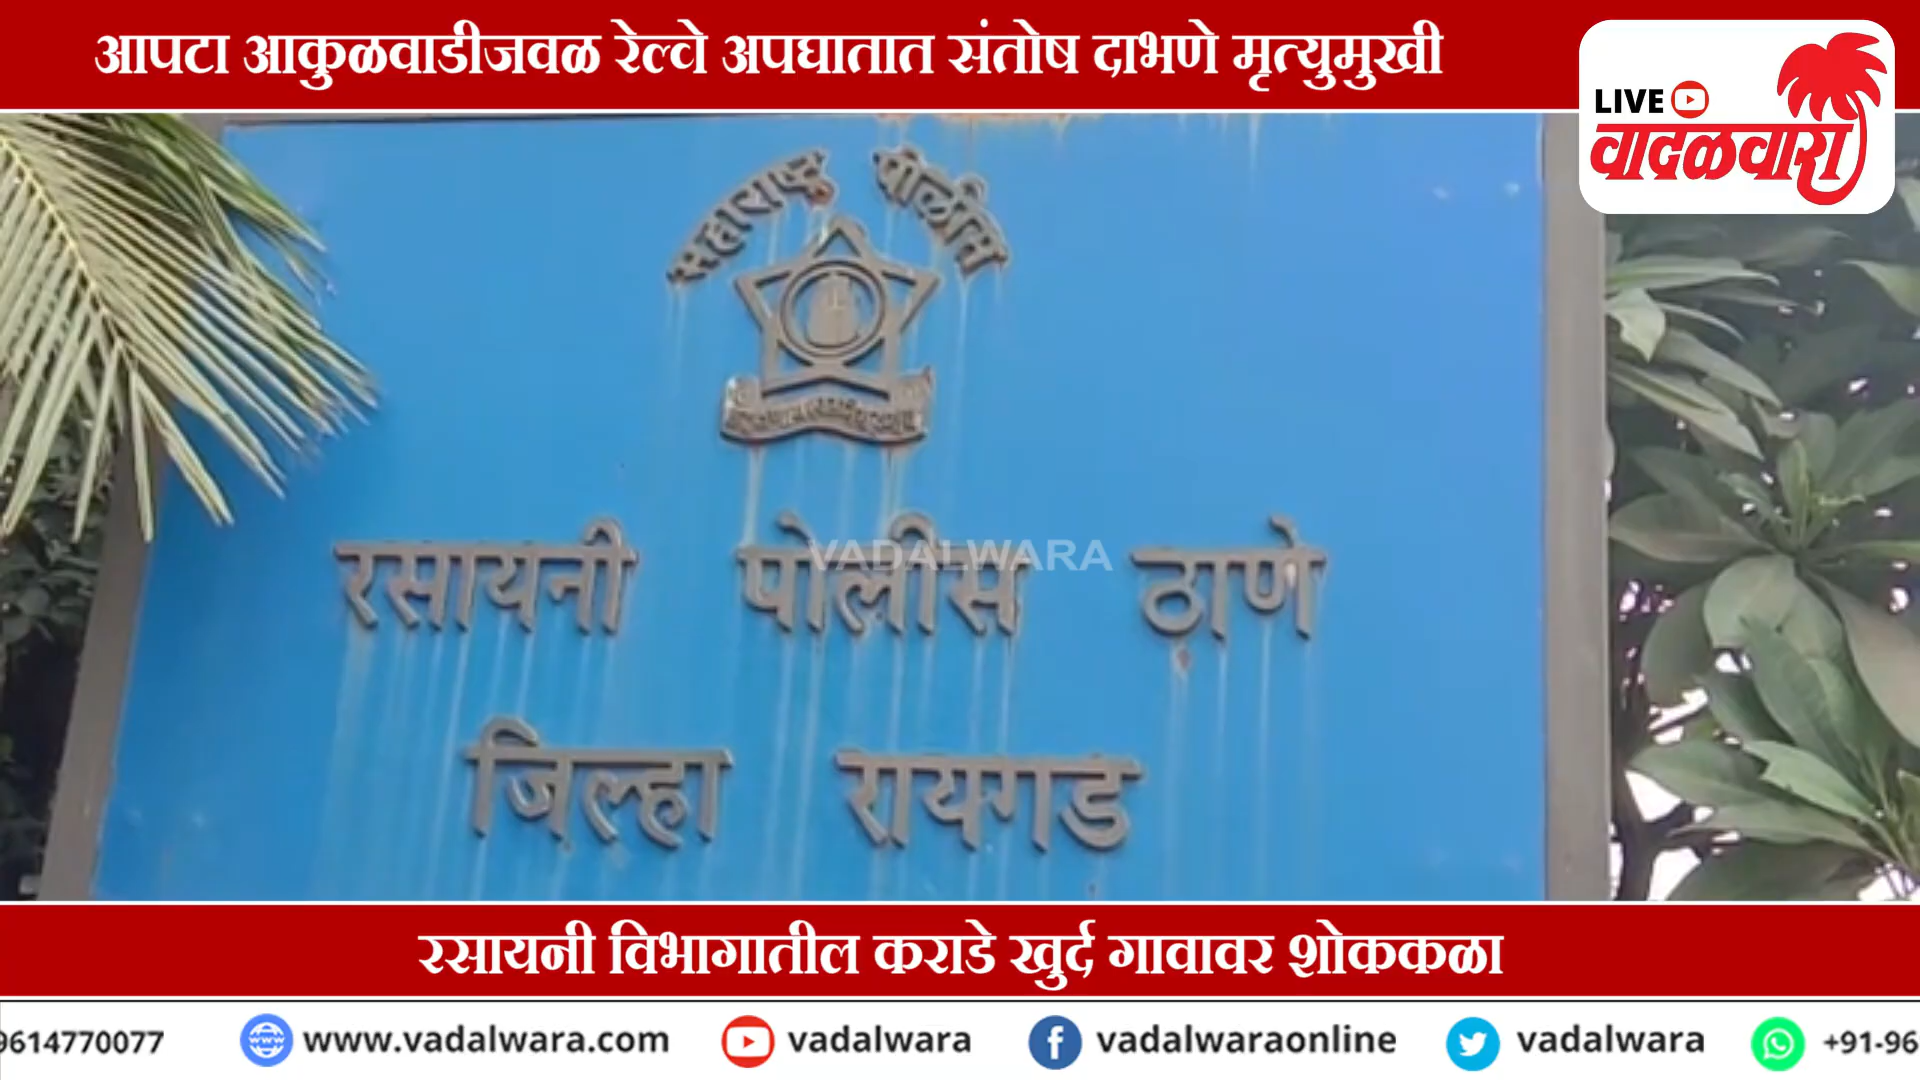 आपटा आकुळवाडीजवळ रेल्वे अपघातात संतोष दाभणे मृत्युमुखी
LIVE
वादळवारा
महाराष्ट्र पोलीस
रसायनी पोलीस ठाणे
VADALWARA
जिल्हा रायगड
रसायनी विभागातील कराडे खुर्द गावावर शोककळा
9614770077 www.vadalwara.com vadalwara vadalwaraonline vadalwara +91-96